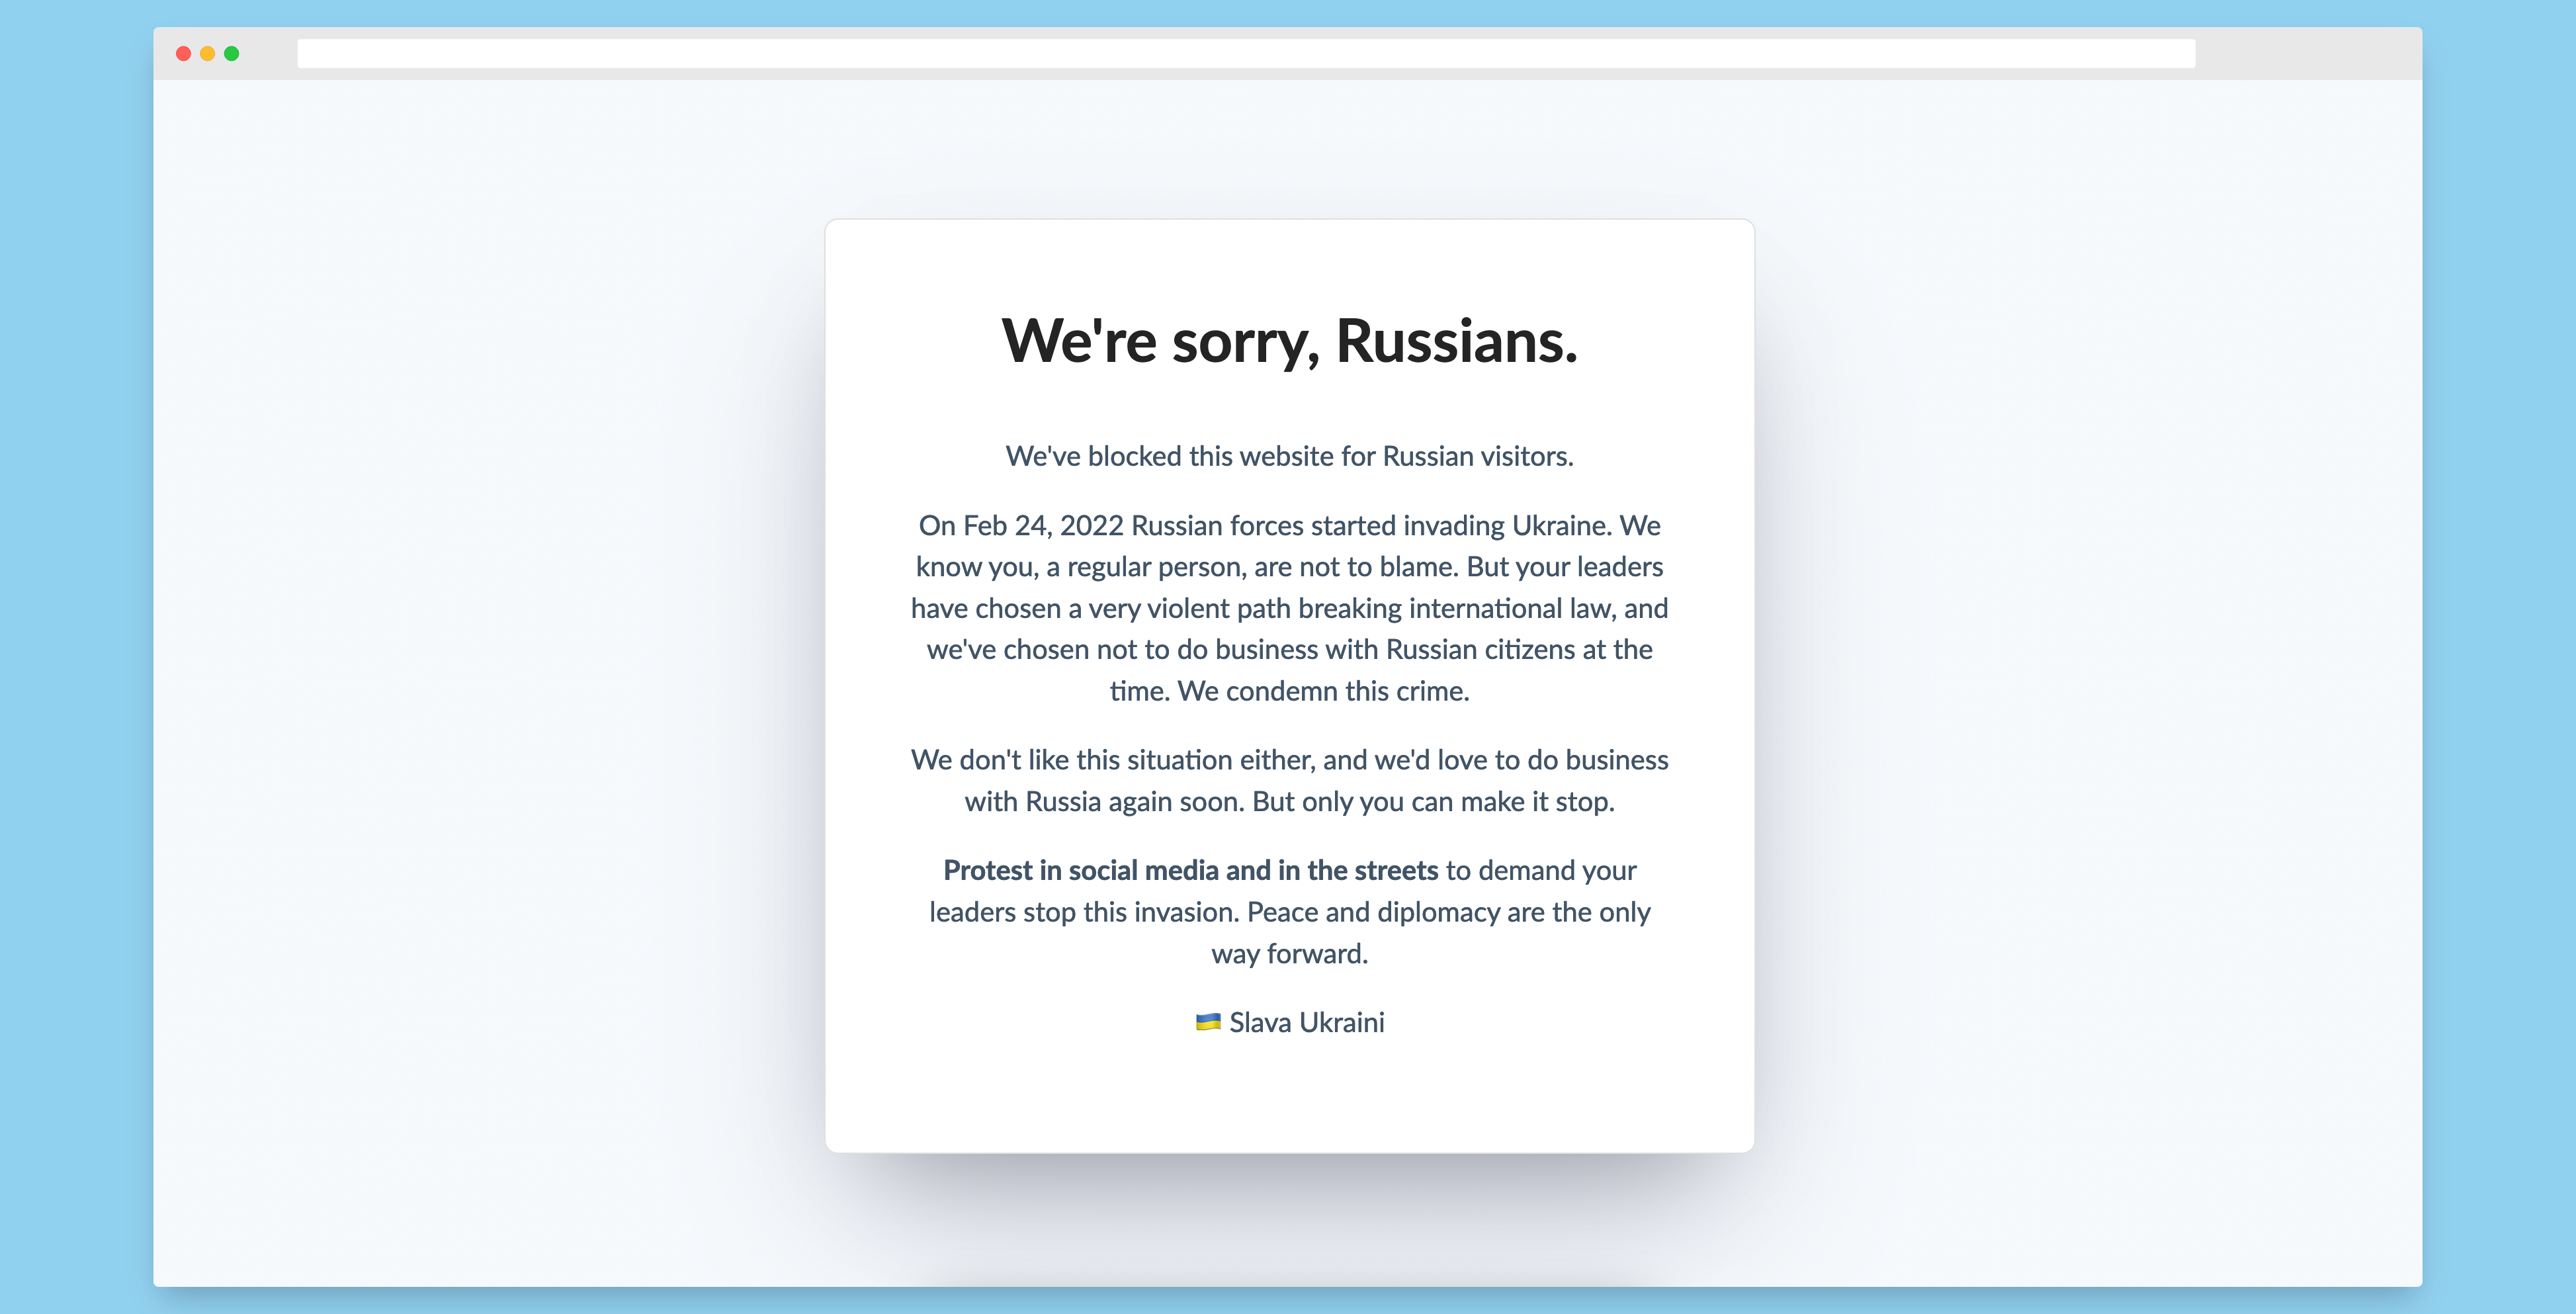 We're sorry, Russians.
We've blocked this website for Russian visitors.
On Feb 24, 2022 Russian forces started invading Ukraine. We
know you, a regular person, are not to blame. But your leaders
have chosen a very violent path breaking international law, and
we've chosen not to do business with Russian citizens at the
time. We condemn this crime.
We don't like this situation either, and we'd love to do business
with Russia again soon. But only you can make it stop.
Protest in social media and in the streets to demand your
leaders stop this invasion. Peace and diplomacy are the only
way forward.
🇺🇦 Slava Ukraini